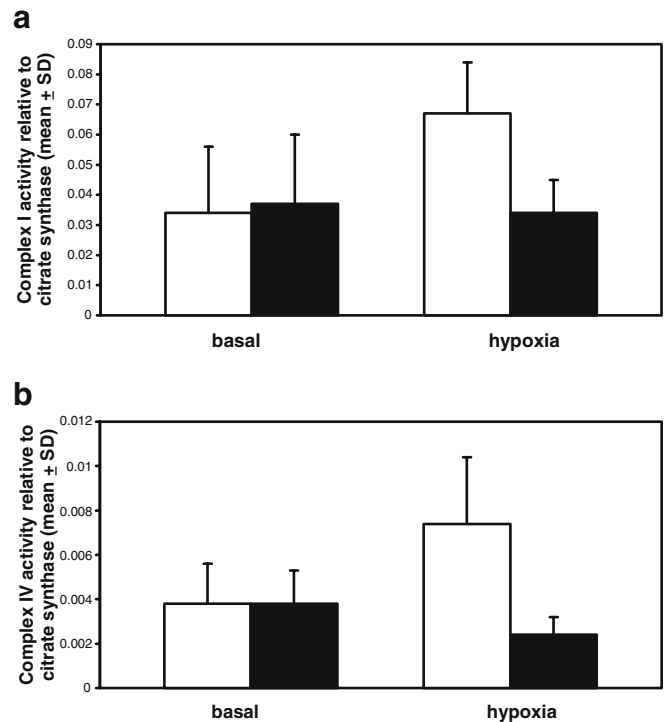 a
Complex I activity relative to
citrate synthase (mean ± SD)
0.09
0.08
0.07
0.06
0.05
0.04
0.03
0.02
0.01
0
basal hypoxia
b
Complex IV activity relative to
citrate synthase (mean ± SD)
0.012
0.01
0.008
0.006
0.004
0.002
0
basal hypoxia